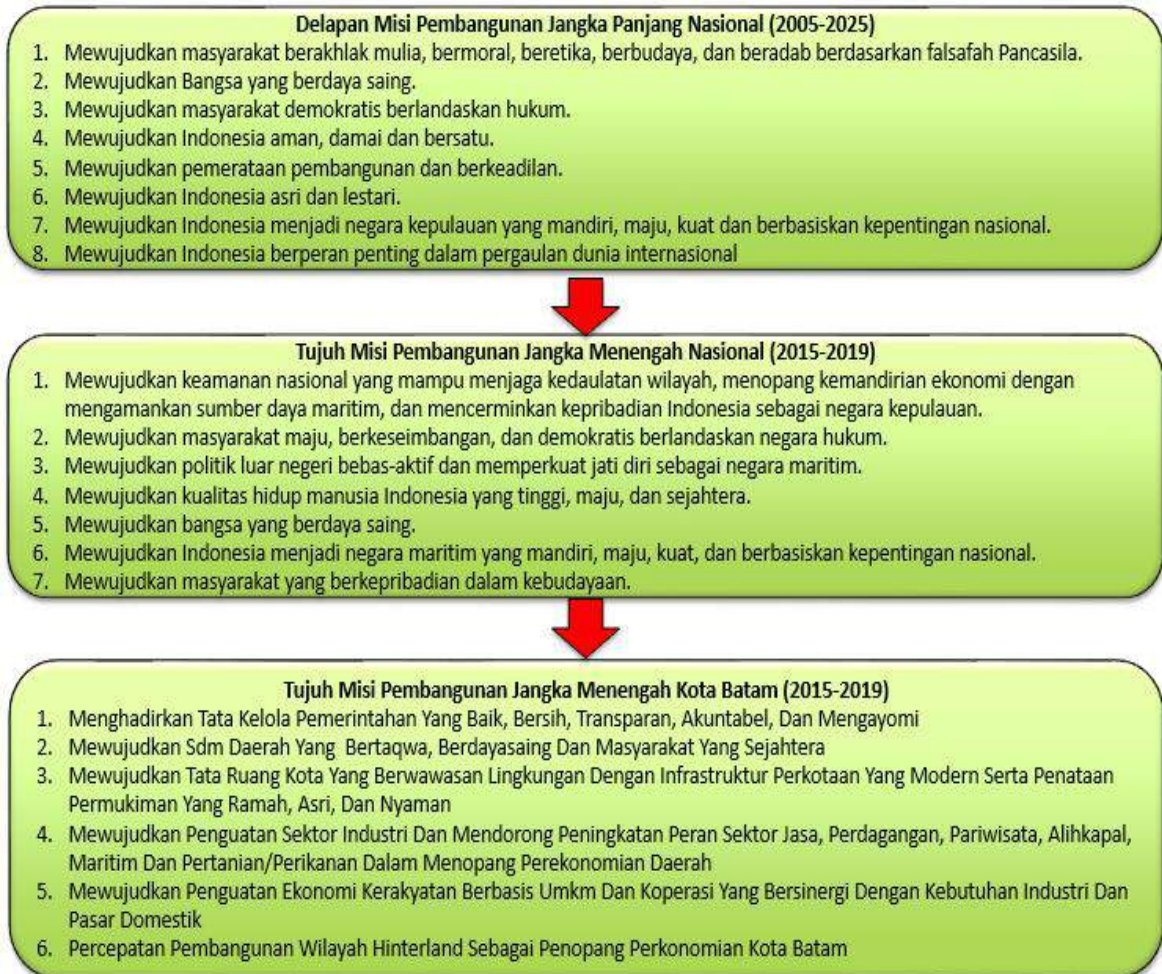 Delapan Misi Pembangunan Jangka Panjang Nasional (2005-2025)
1. Mewujudkan masyarakat berakhlak mulia, bermoral, beretika, berbudaya, dan beradab berdasarkan falsafah Pancasila.
2. Mewujudkan Bangsa yang berdaya saing.
3. Mewujudkan masyarakat demokratis berlandaskan hukum.
4. Mewujudkan Indonesia aman, damai dan bersatu.
5. Mewujudkan pemerataan pembangunan dan berkeadilan.
6. Mewujudkan Indonesia asri dan lestari.
7. Mewujudkan Indonesia menjadi negara kepulauan yang mandiri, maju, kuat dan berbasiskan kepentingan nasional.
8. Mewujudkan Indonesia berperan penting dalam pergaulan dunia internasional
Tujuh Misi Pembangunan Jangka Menengah Nasional (2015-2019)
1. Mewujudkan keamanan nasional yang mampu menjaga kedaulatan wilayah, menopang kemandirian ekonomi dengan
mengamankan sumber daya maritim, dan mencerminkan kepribadian Indonesia sebagai negara kepulauan.
2. Mewujudkan masyarakat maju, berkeseimbangan, dan demokratis berlandaskan negara hukum.
3. Mewujudkan politik luar negeri bebas-aktif dan memperkuat jati diri sebagai negara maritim.
4. Mewujudkan kualitas hidup manusia Indonesia yang tinggi, maju, dan sejahtera.
5. Mewujudkan bangsa yang berdaya saing.
6. Mewujudkan Indonesia menjadi negara maritim yang mandiri, maju, kuat, dan berbasiskan kepentingan nasional.
7. Mewujudkan masyarakat yang berkepribadian dalam kebudayaan.
Tujuh Misi Pembangunan Jangka Menengah Kota Batam (2015-2019)
1. Menghadirkan Tata Kelola Pemerintahan Yang Baik, Bersih, Transparan, Akuntabel, Dan Mengayomi
2. Mewujudkan Sdm Daerah Yang Bertaqwa, Berdayasaing Dan Masyarakat Yang Sejahtera
3. Mewujudkan Tata Ruang Kota Yang Berwawasan Lingkungan Dengan Infrastruktur Perkotaan Yang Modern Serta Penataan
Permukiman Yang Ramah, Asri, Dan Nyaman
4. Mewujudkan Penguatan Sektor Industri Dan Mendorong Peningkatan Peran Sektor Jasa, Perdagangan, Pariwisata, Alihkapal,
Maritim Dan Pertanian/Perikanan Dalam Menopang Perekonomian Daerah
5. Mewujudkan Penguatan Ekonomi Kerakyatan Berbasis Umkm Dan Koperasi Yang Bersinergi Dengan Kebutuhan Industri Dan
Pasar Domestik
6. Percepatan Pembangunan Wilayah Hinterland Sebagai Penopang Perkonomian Kota Batam